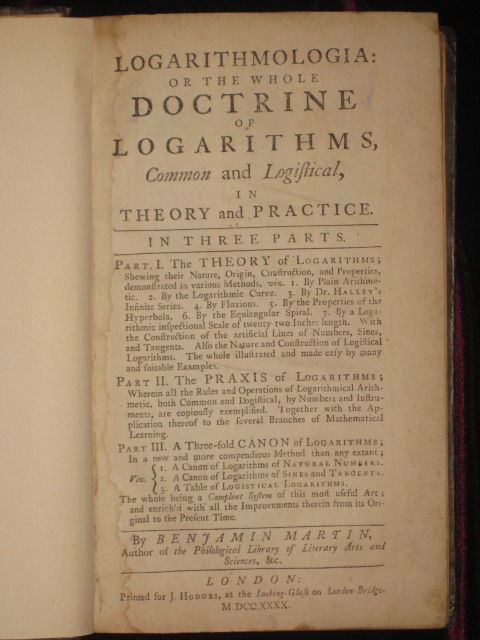 LOGARITHMOLOGIA:
OR THE WHOLE
DOCTRINE
OF
LOGARITHMS,
Common and Logiſtical,
IN
THEORY and PRACTICE.
IN THREE PARTS.
PART. I. The THEORY of LOGARITHMS;
Shewing their Nature, Origin, Conſtruction, and Properties,
demonſtrated in various Methods, viz. 1. By Plain Arithme-
tic. 2. By the Logarithmic Curve. 3. By Dr. HALLEY'S
Infinite Series. 4. By Fluxions. 5. By the Properties of the
Hyperbola. 6. By the Equiangular Spiral. 7. By a Loga-
rithmic inſpectional Scale of twenty-two Inches length. With
the Conſtruction of the artificial Lines of Numbers, Sines,
and Tangents. Alſo the Nature and Conſtruction of Logiſtical
Logarithms. The whole illuſtrated and made eaſy by many
and ſuitable Examples.
PART II. The PRAXIS of LOGARITHMS;
Wherein all the Rules and Operations of Logarithmical Arith-
metic, both Common and Logiſtical, by Numbers and Inſtru-
ments, are copiouſly exemplified. Together with the Ap-
plication thereof to the ſeveral Branches of Mathematical
Learning.
PART III. A Three-fold CANON of LOGARITHMS;
In a new and more compendious Method than any extant;
1. A Canon of Logarithms of NATURAL NUMBERS.
Viz. { 2. A Canon of Logarithms of SINES and TANGENTS.
3. A Table of LOGISTICAL LOGARITHMS.
The whole being a Compleat Syſtem of this moſt uſeful Art;
and enrich'd with all the Improvements therein from its Ori-
ginal to the Preſent Time.
By BENJAMIN MARTIN,
Author of the Philological Library of Literary Arts and
Sciences, &c.
LONDON:
Printed for J. HODGES, at the Looking-Glaſs on London Bridge.
M.DCC.XXXX.